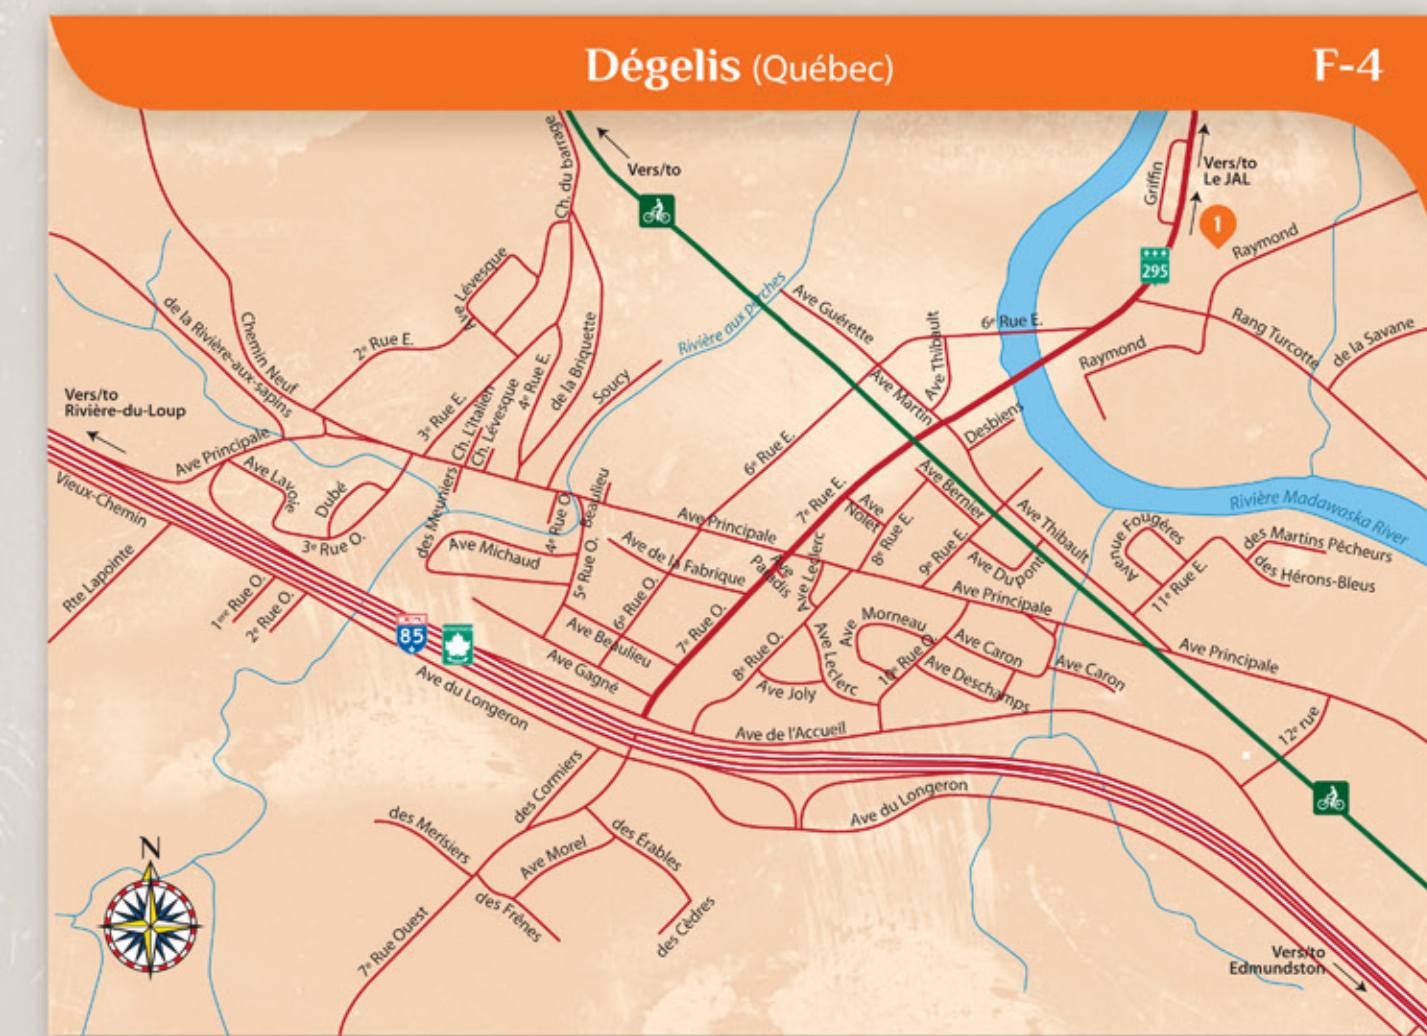 Dégelis (Québec)
F-4
Ch. du barrage
Vers/to
Griffin
Vers/to
Le JAL
1
Raymond
295
Ave Lévesque
de la Rivière-aux-sapins
Chemin Neuf
2e Rue E.
Rivière aux perches
Ave Guérette
Ave Thibault
6e Rue E.
Rang Turcotte
de la Savane
Raymond
Vers/to
Rivière-du-Loup
3e Rue E.
Ch. L'Italien
Ch. Lévesque
4e Rue E.
de la Briquette
Soucy
Ave Martin
Desbiens
6e Rue E.
Ave Principale
Ave Lavoie
Dubé
3e Rue O.
Vieux-Chemin
des Meuniers
Ave Michaud
4e Rue O.
Beaulieu
5e Rue O.
Ave Principale
Ave de la Fabrique
7e Rue E.
Ave
Nolet
8e Rue E.
Ave Bernier
9e Rue E.
Ave Thibault
Ave Dupont
Rivière Madawaska River
Avenue Fougères
11e Rue E.
des Martins Pêcheurs
des Hérons-Bleus
Rte Lapointe
1ère Rue O.
2e Rue O.
85
Ave Paradis
Ave Leclerc
6e Rue O.
7e Rue O.
Ave Beaulieu
Ave Gagné
8e Rue O.
Ave Principale
Ave
Morneau
Ave Leclerc
10e Rue O.
Ave Caron
Ave Deschamps
Ave Caron
Ave Principale
Ave Joly
Ave de l'Accueil
Ave du Longeron
12e rue
des Cormiers
Ave du Longeron
des Merisiers
Ave Morel
des Érables
des Frênes
des Cèdres
7e Rue Ouest
N
Vers/to
Edmundston